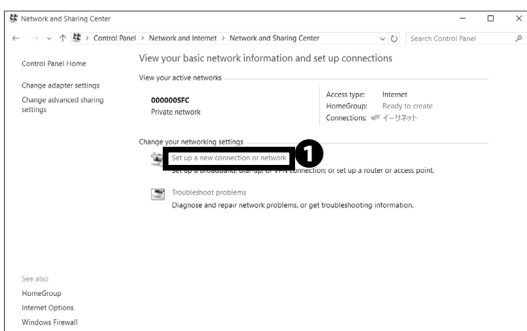 Network and Sharing Center
Control Panel > Network and Internet > Network and Sharing Center
Search Control Panel
Control Panel Home
Change adapter settings
Change advanced sharing
settings
View your basic network information and set up connections
View your active networks
000000SFC
Private network
Access type: Internet
HomeGroup: Ready to create
Connections: イーサネット
Change your networking settings
Set up a new connection or network
1
Set up a broadband, dial-up, or VPN connection; or set up a router or access point.
Troubleshoot problems
Diagnose and repair network problems, or get troubleshooting information.
See also
HomeGroup
Internet Options
Windows Firewall